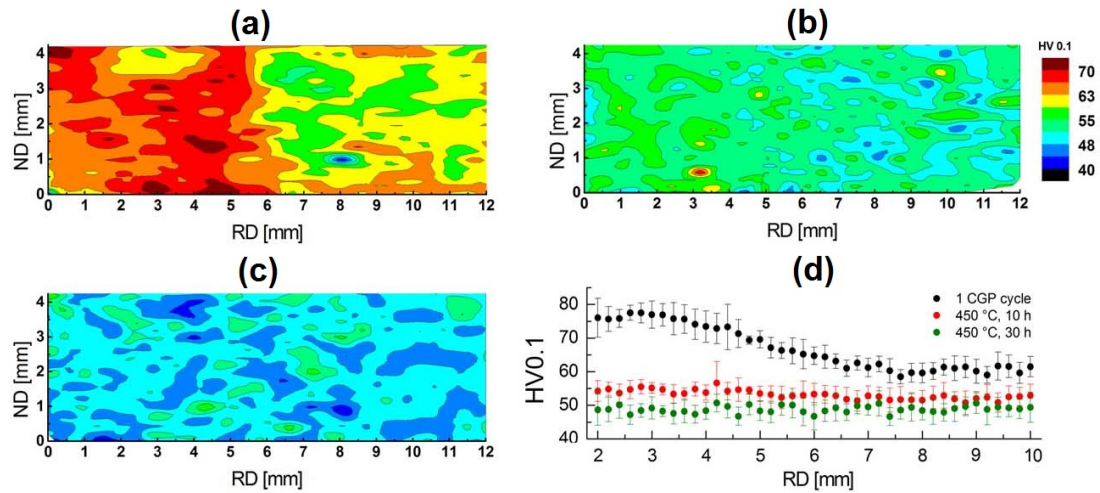 (a)
(b)
4
3
2
1
0
ND [mm]
0 1 2 3 4 5 6 7 8 9 10 11 12
RD [mm]
4
3
2
1
0
ND [mm]
0 1 2 3 4 5 6 7 8 9 10 11 12
RD [mm]
HV 0.1
70
63
55
48
40
(c)
(d)
4
3
2
1
0
ND [mm]
0 1 2 3 4 5 6 7 8 9 10 11 12
RD [mm]
80
70
60
50
40
HV0.1
1 CGP cycle
450 °C, 10 h
450 °C, 30 h
2 3 4 5 6 7 8 9 10
RD [mm]